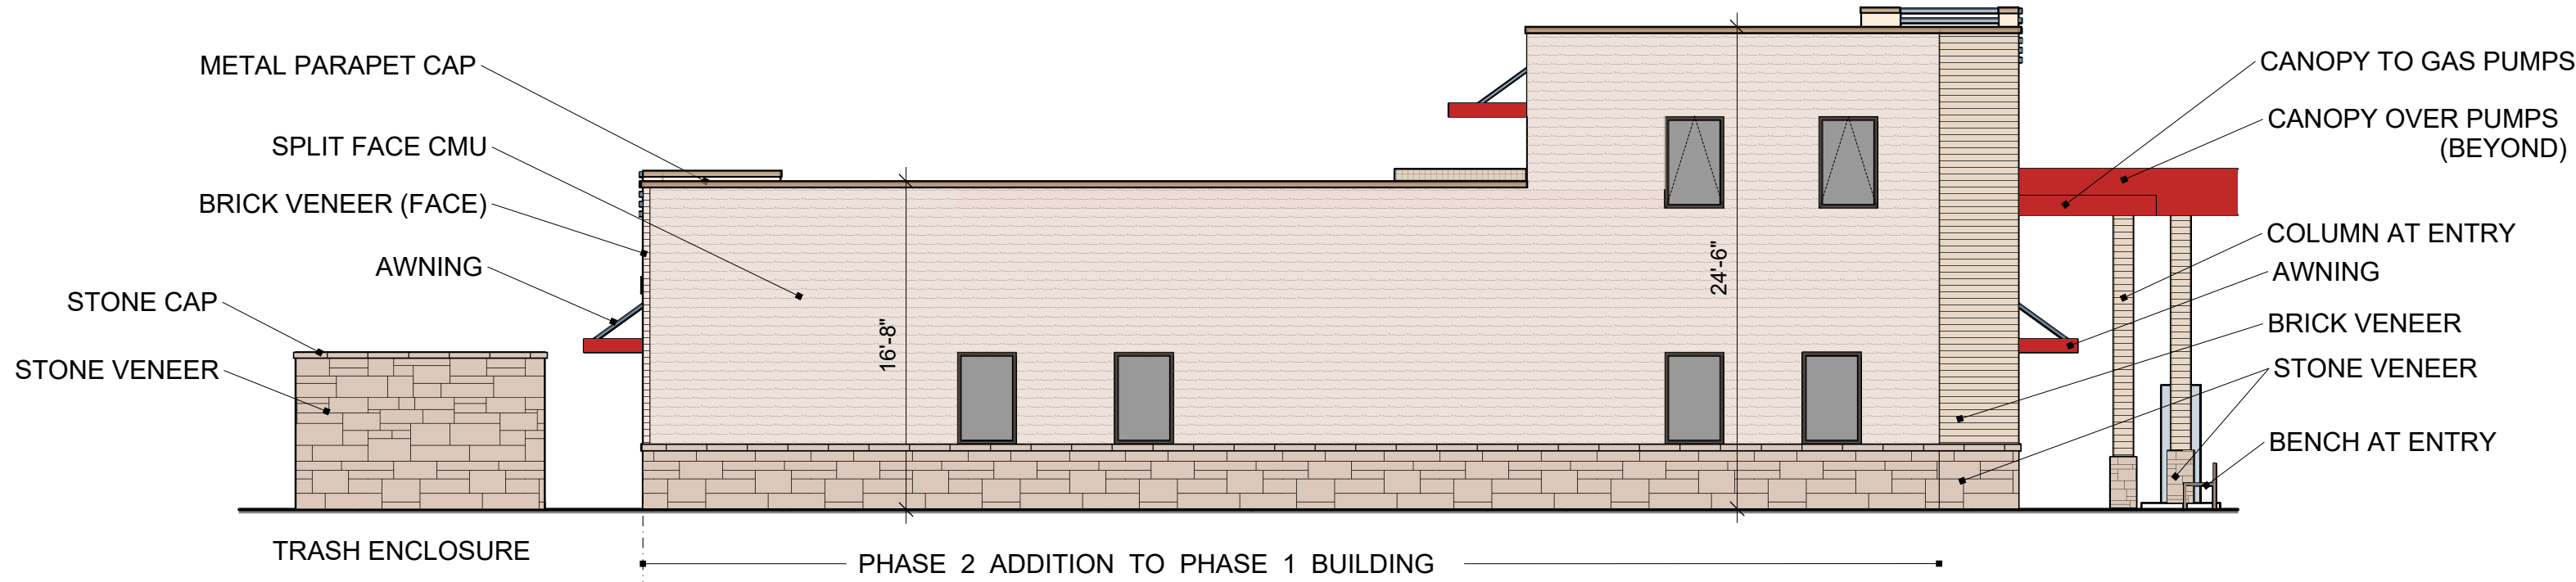 METAL PARAPET CAP
SPLIT FACE CMU
BRICK VENEER (FACE)
AWNING
STONE CAP
STONE VENEER
TRASH ENCLOSURE
16'-8"
24'-6"
PHASE 2 ADDITION TO PHASE 1 BUILDING
CANOPY TO GAS PUMPS
CANOPY OVER PUMPS
(BEYOND)
COLUMN AT ENTRY
AWNING
BRICK VENEER
STONE VENEER
BENCH AT ENTRY